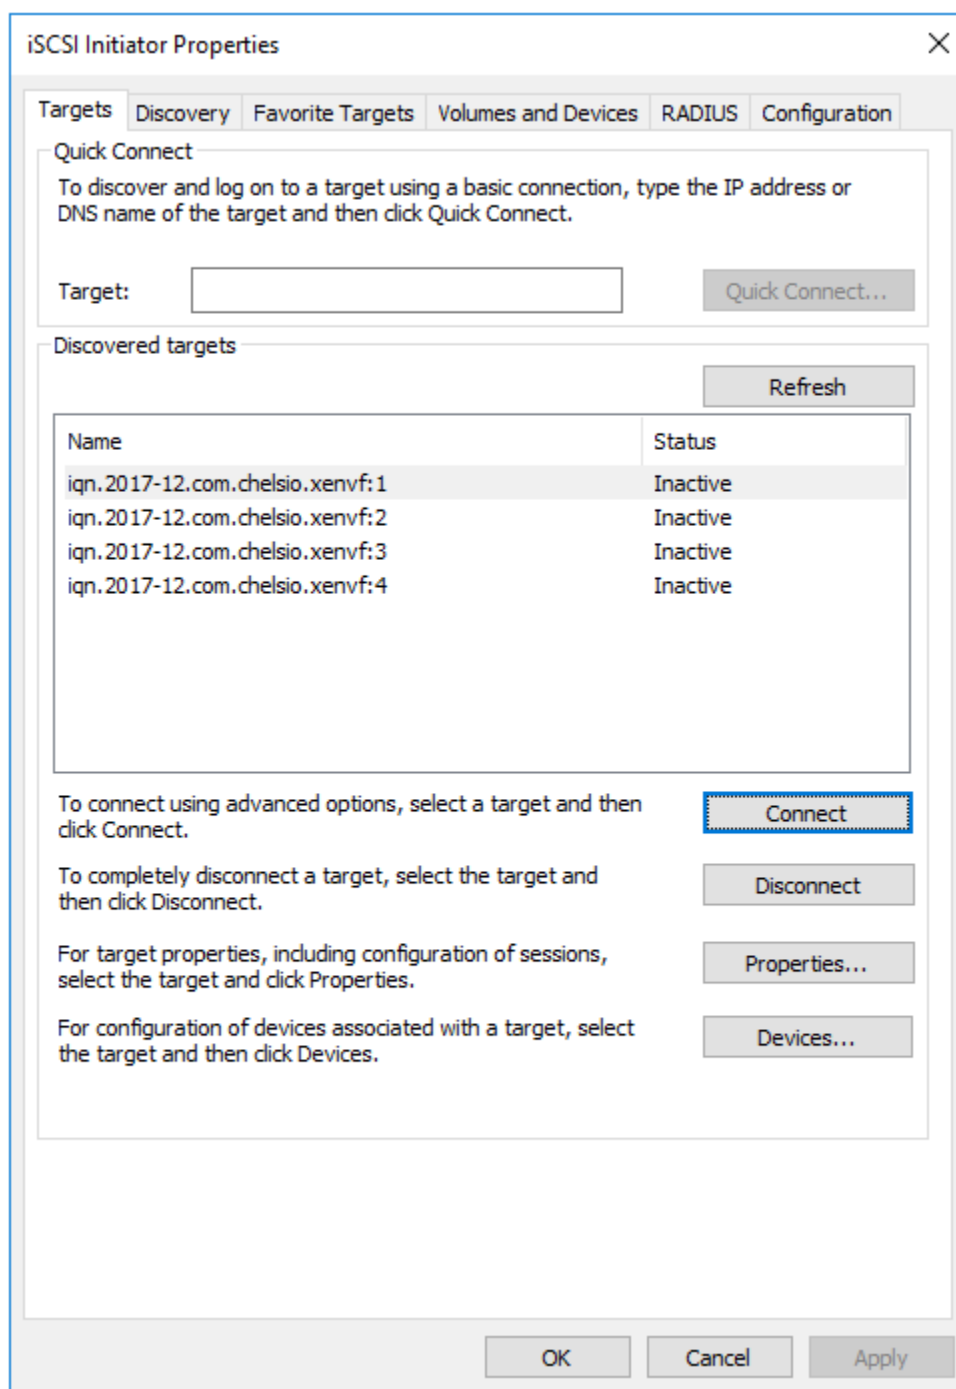 iSCSI Initiator Properties
Targets Discovery Favorite Targets Volumes and Devices RADIUS Configuration
Quick Connect
To discover and log on to a target using a basic connection, type the IP address or
DNS name of the target and then click Quick Connect.
Target: Quick Connect...
Discovered targets
Refresh
Name Status
iqn.2017-12.com.chelsio.xenvf:1 Inactive
iqn.2017-12.com.chelsio.xenvf:2 Inactive
iqn.2017-12.com.chelsio.xenvf:3 Inactive
iqn.2017-12.com.chelsio.xenvf:4 Inactive
To connect using advanced options, select a target and then
click Connect.
Connect
To completely disconnect a target, select the target and
then click Disconnect.
Disconnect
For target properties, including configuration of sessions,
select the target and click Properties.
Properties...
For configuration of devices associated with a target, select
the target and then click Devices.
Devices...
OK Cancel Apply